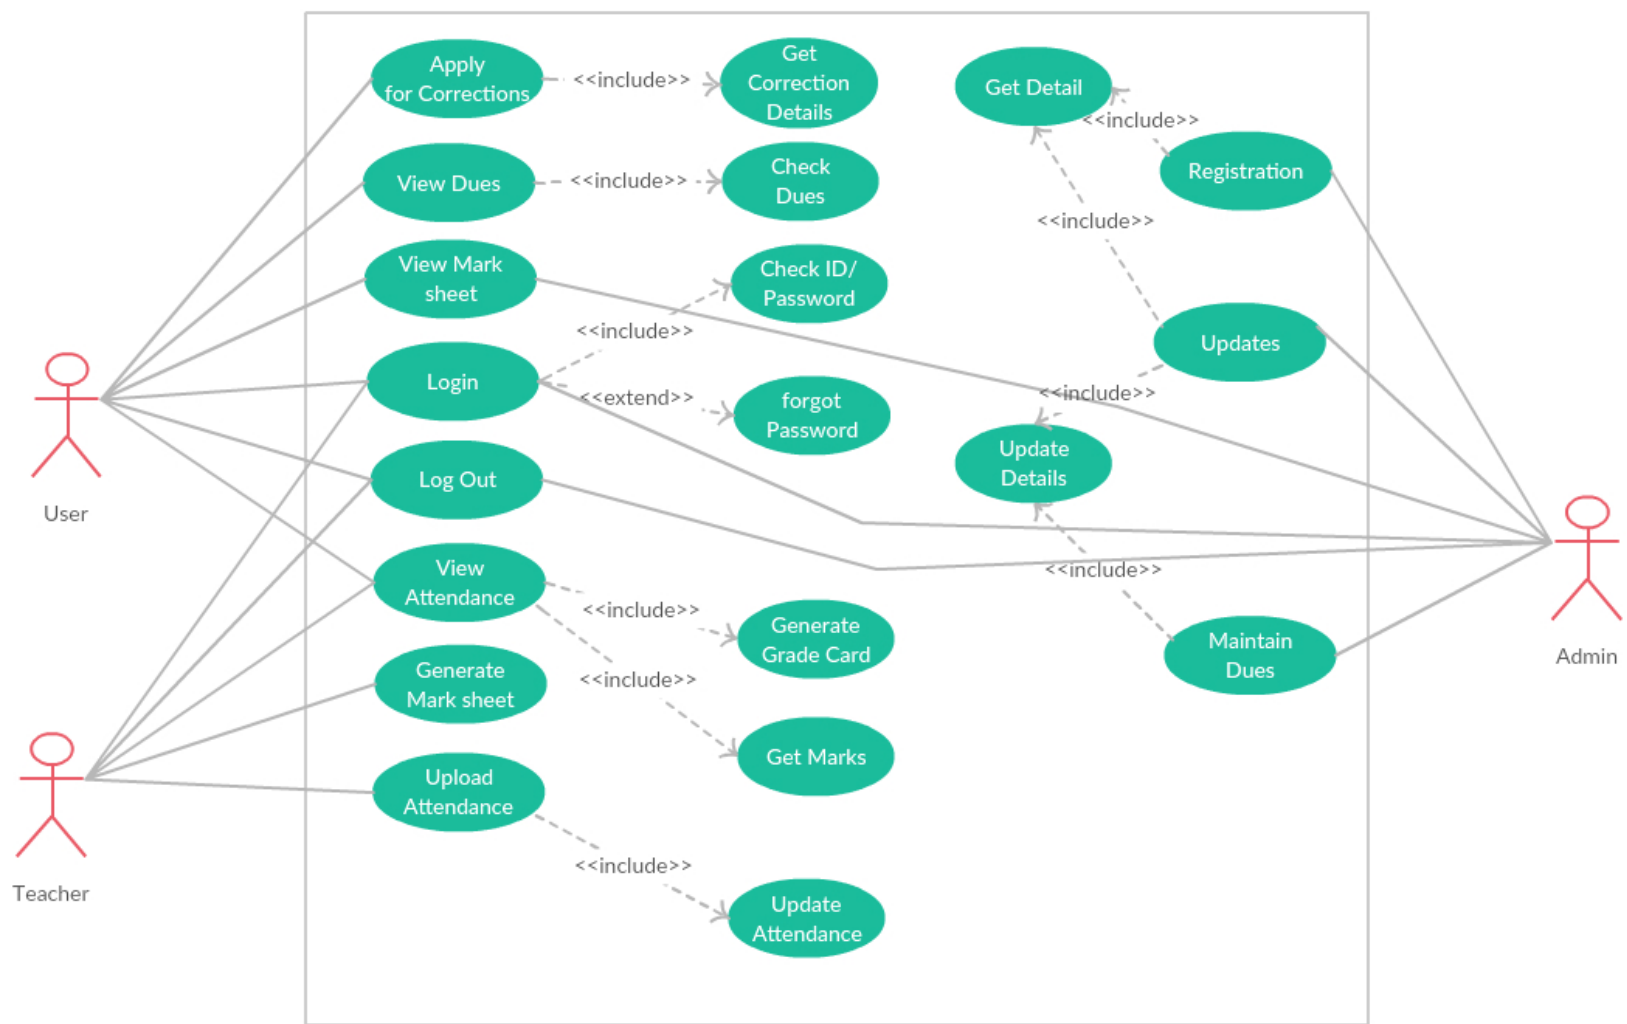 Apply
for Corrections
<<include>>
Get
Correction
Details
Get Detail
<<include>>
Registration
View Dues
<<include>>
Check
Dues
<<include>>
View Mark
sheet
Check ID/
Password
<<include>>
Updates
Login
<<extend>>
forgot
Password
<<include>>
Update
Details
Log Out
User
Admin
View
Attendance
<<include>>
<<include>>
Generate
Grade Card
Maintain
Dues
Generate
Mark sheet
<<include>>
Get Marks
Upload
Attendance
<<include>>
Teacher
Update
Attendance